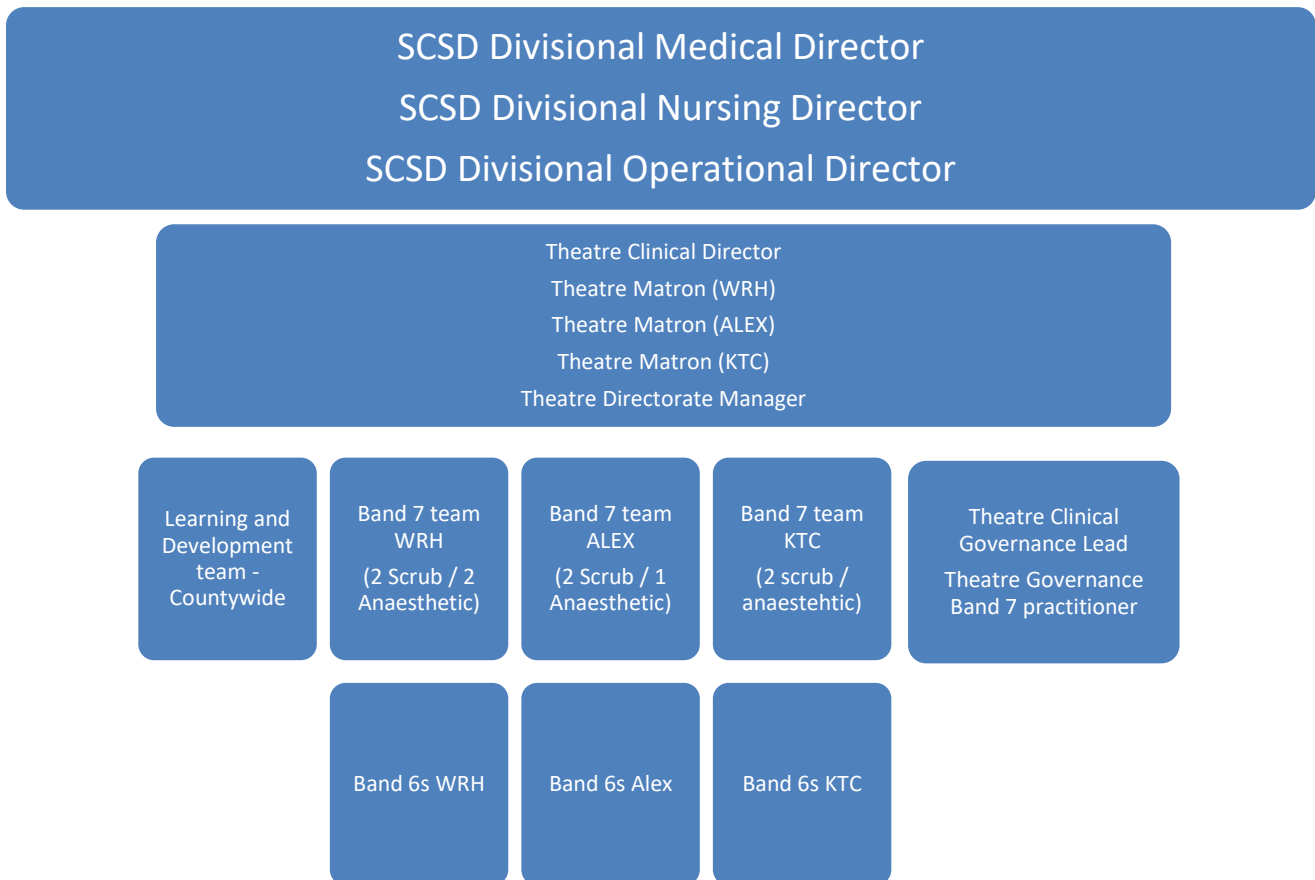 SCSD Divisional Medical Director
SCSD Divisional Nursing Director
SCSD Divisional Operational Director
Theatre Clinical Director
Theatre Matron (WRH)
Theatre Matron (ALEX)
Theatre Matron (KTC)
Theatre Directorate Manager
Learning and
Development
team -
Countywide
Band 7 team
WRH
(2 Scrub / 2
Anaesthetic)
Band 7 team
ALEX
(2 Scrub / 1
Anaesthetic)
Band 7 team
KTC
(2 scrub /
anaestehtic)
Theatre Clinical
Governance Lead
Theatre Governance
Band 7 practitioner
Band 6s WRH
Band 6s Alex
Band 6s KTC